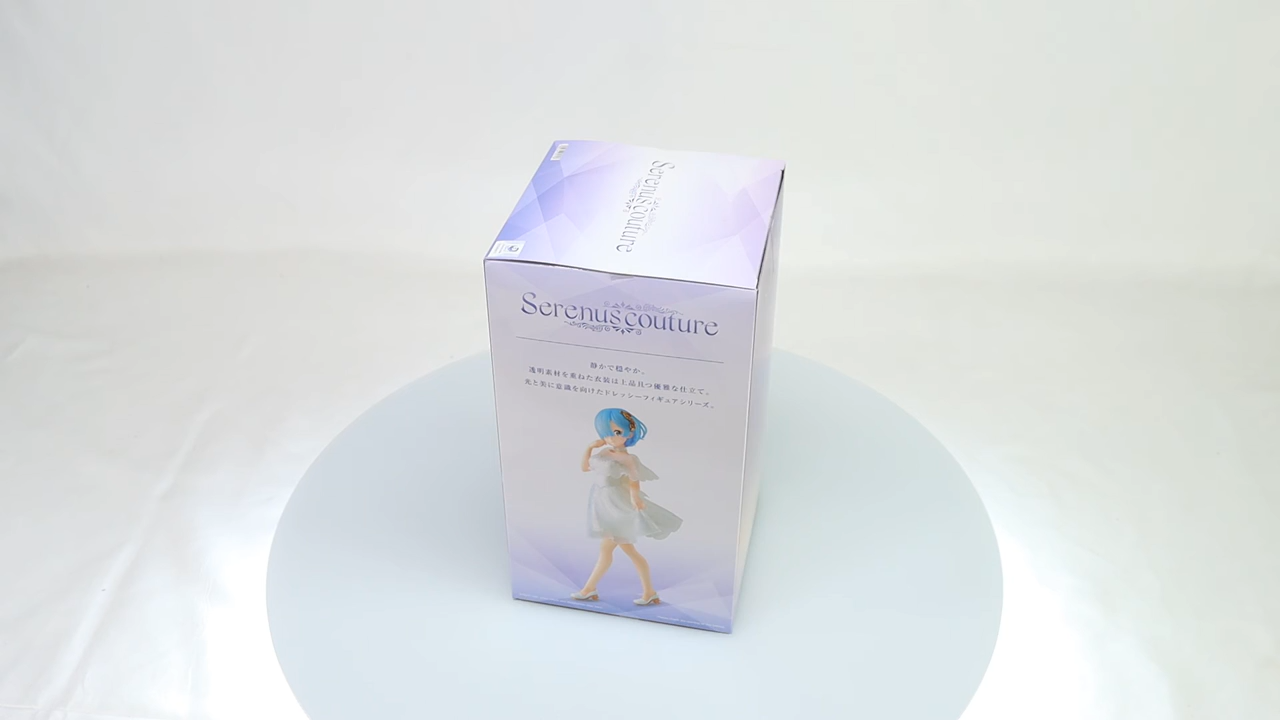 Serenus couture
Serenus couture
静かで穏やか。
透明素材を重ねた衣装は上品且つ優雅な仕立て。
光と美に意識を向けたドレッシーフィギュアシリーズ。